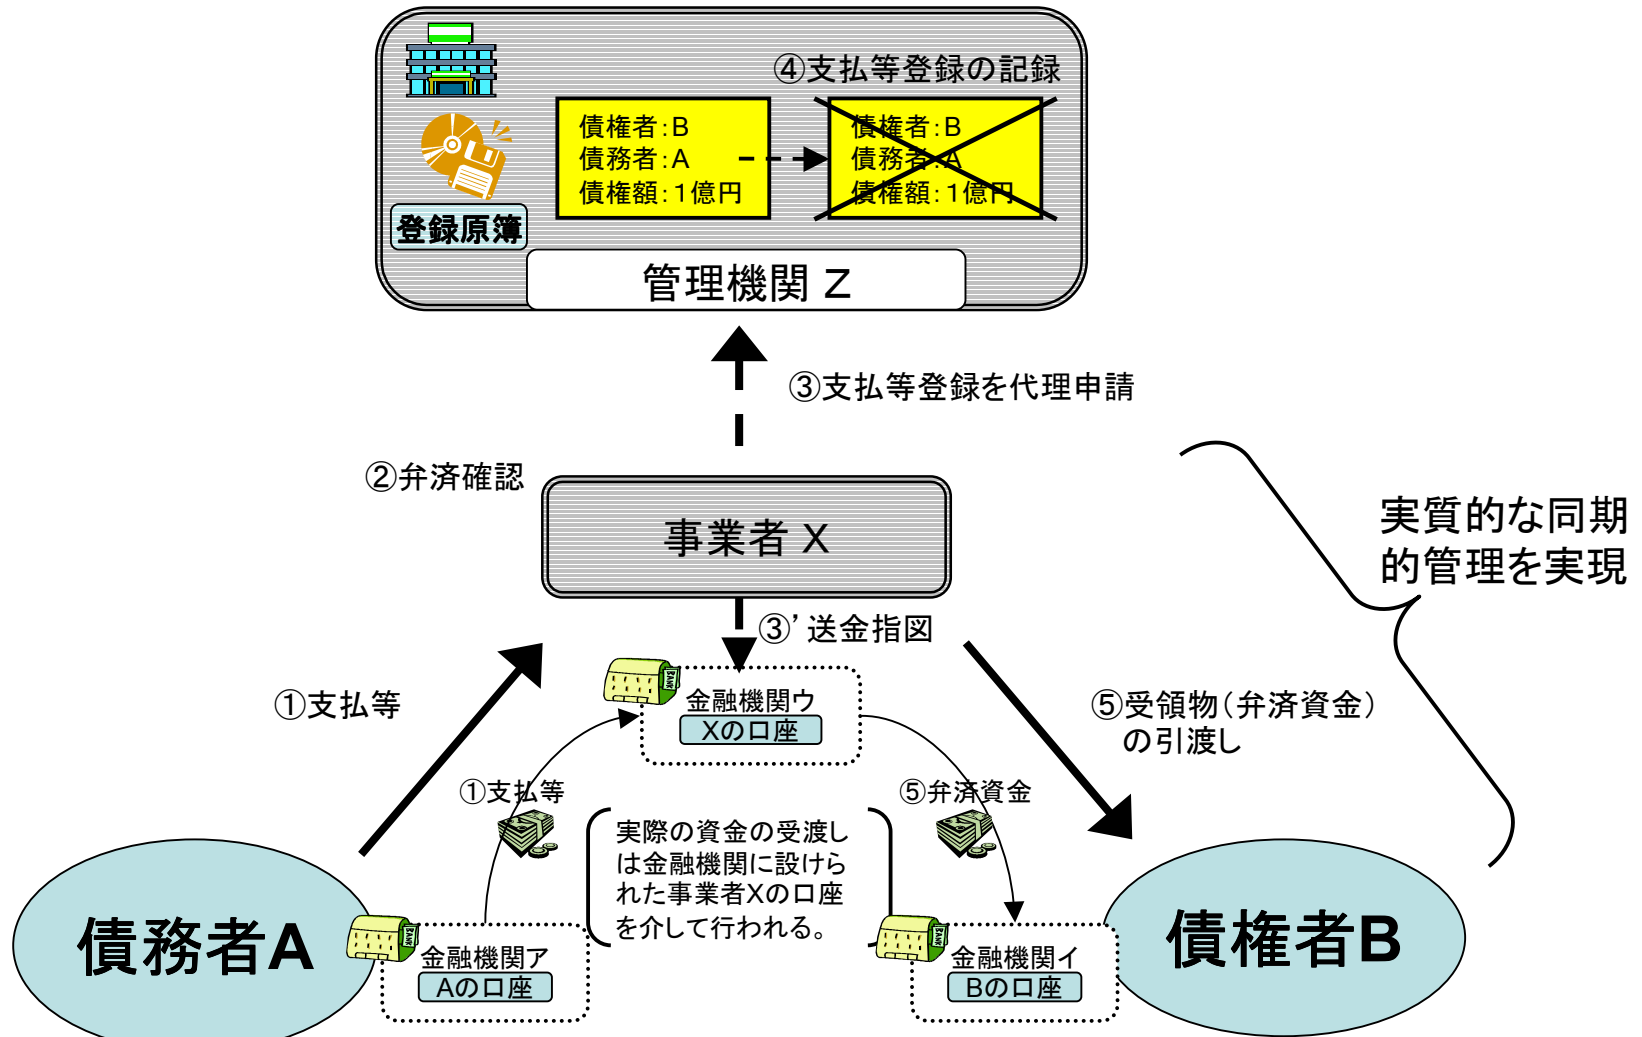 ④支払等登録の記録
債権者:B
債務者:A
債権額:1億円
債権者:B
債務者:A
債権額:1億円
登録原簿
管理機関 Z
③支払等登録を代理申請
②弁済確認
事業者 X
実質的な同期
的管理を実現
③’送金指図
①支払等
BANK
金融機関ウ
Xの口座
⑤受領物(弁済資金)
の引渡し
①支払等
⑤弁済資金
実際の資金の受渡し
は金融機関に設けら
れた事業者Xの口座
を介して行われる。
債務者A
BANK
金融機関ア
Aの口座
BANK
金融機関イ
Bの口座
債権者B